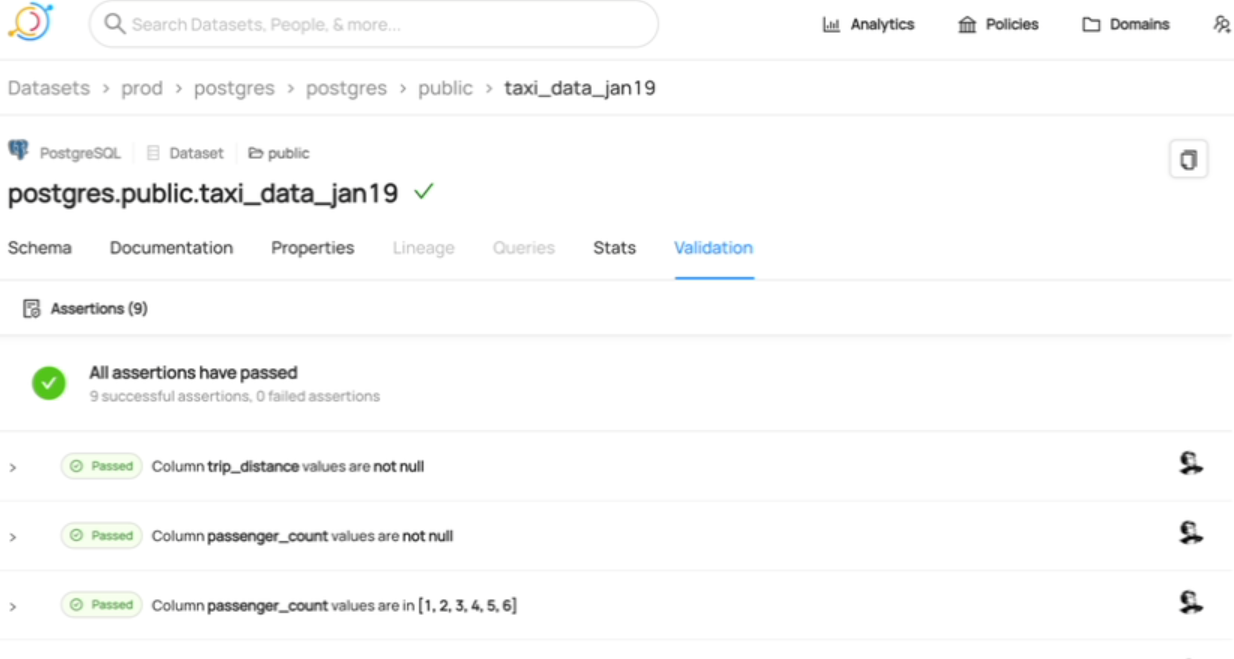 Search Datasets, People, & more...
Analytics
Policies
Domains
Datasets > prod > postgres > postgres > public > taxi_data_jan19
PostgreSQL
Dataset
public
postgres.public.taxi_data_jan19
Schema
Documentation
Properties
Lineage
Queries
Stats
Validation
Assertions (9)
All assertions have passed
9 successful assertions, 0 failed assertions
Passed Column trip_distance values are not null
Passed Column passenger_count values are not null
Passed Column passenger_count values are in [1, 2, 3, 4, 5, 6]